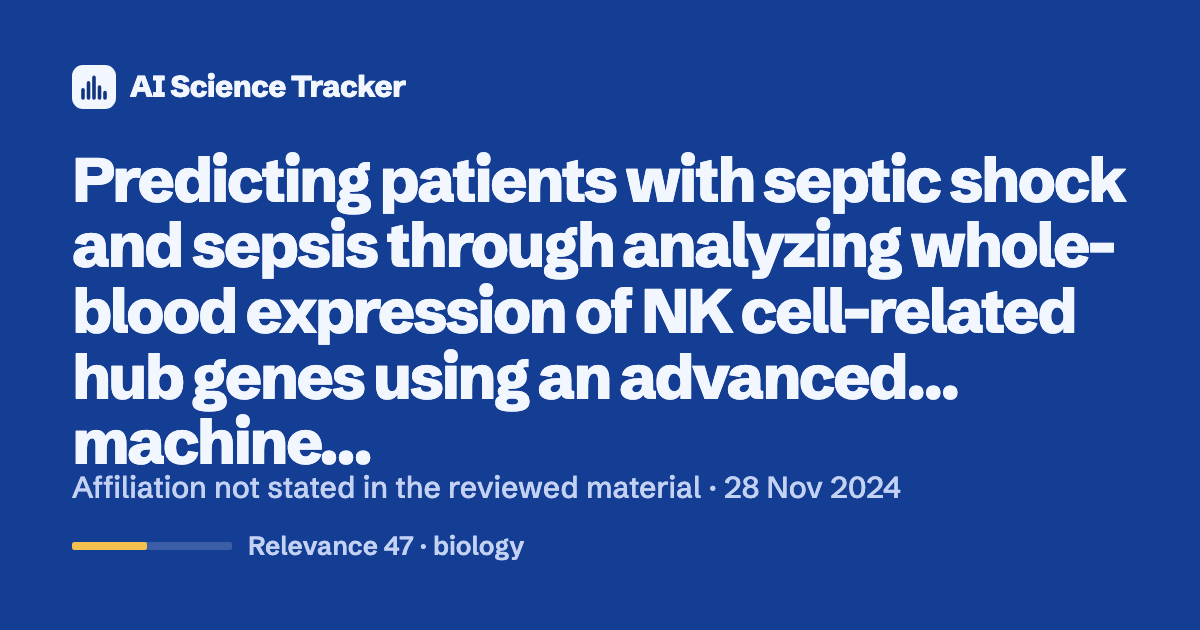 AI Science Tracker
Predicting patients with septic shock
and sepsis through analyzing whole-
blood expression of NK cell-related
hub genes using an advanced...
machine...
Affiliation not stated in the reviewed material · 28 Nov 2024
Relevance 47 · biology